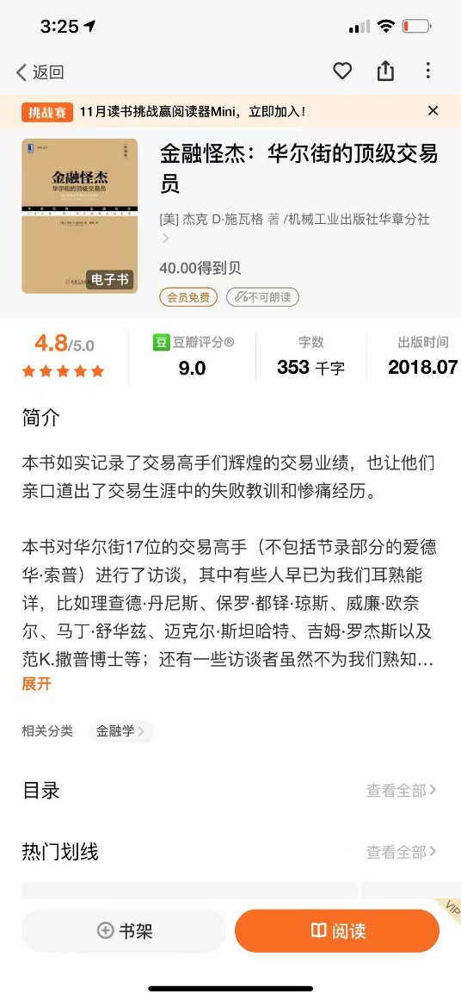 3:25
返回
挑战赛 11月读书挑战赢阅读器Mini，立即加入！
金融怪杰
华尔街的顶级交易员
电子书
金融怪杰：华尔街的顶级交易
员
[美] 杰克 D·施瓦格 著 /机械工业出版社华章分社
40.00得到贝
会员免费 不可朗读
4.8/5.0
豆 豆瓣评分®
9.0
字数
353 千字
出版时间
2018.07
简介
本书如实记录了交易高手们辉煌的交易业绩，也让他们
亲口道出了交易生涯中的失败教训和惨痛经历。
本书对华尔街17位的交易高手（不包括节录部分的爱德
华·索普）进行了访谈，其中有些人早已为我们耳熟能
详，比如理查德·丹尼斯、保罗·都铎·琼斯、威廉·欧奈
尔、马丁·舒华兹、迈克尔·斯坦哈特、吉姆·罗杰斯以及
范K.撒普博士等；还有一些访谈者虽然不为我们熟知...
展开
相关分类 金融学
目录 查看全部
热门划线 查看全部
VIP
书架 阅读